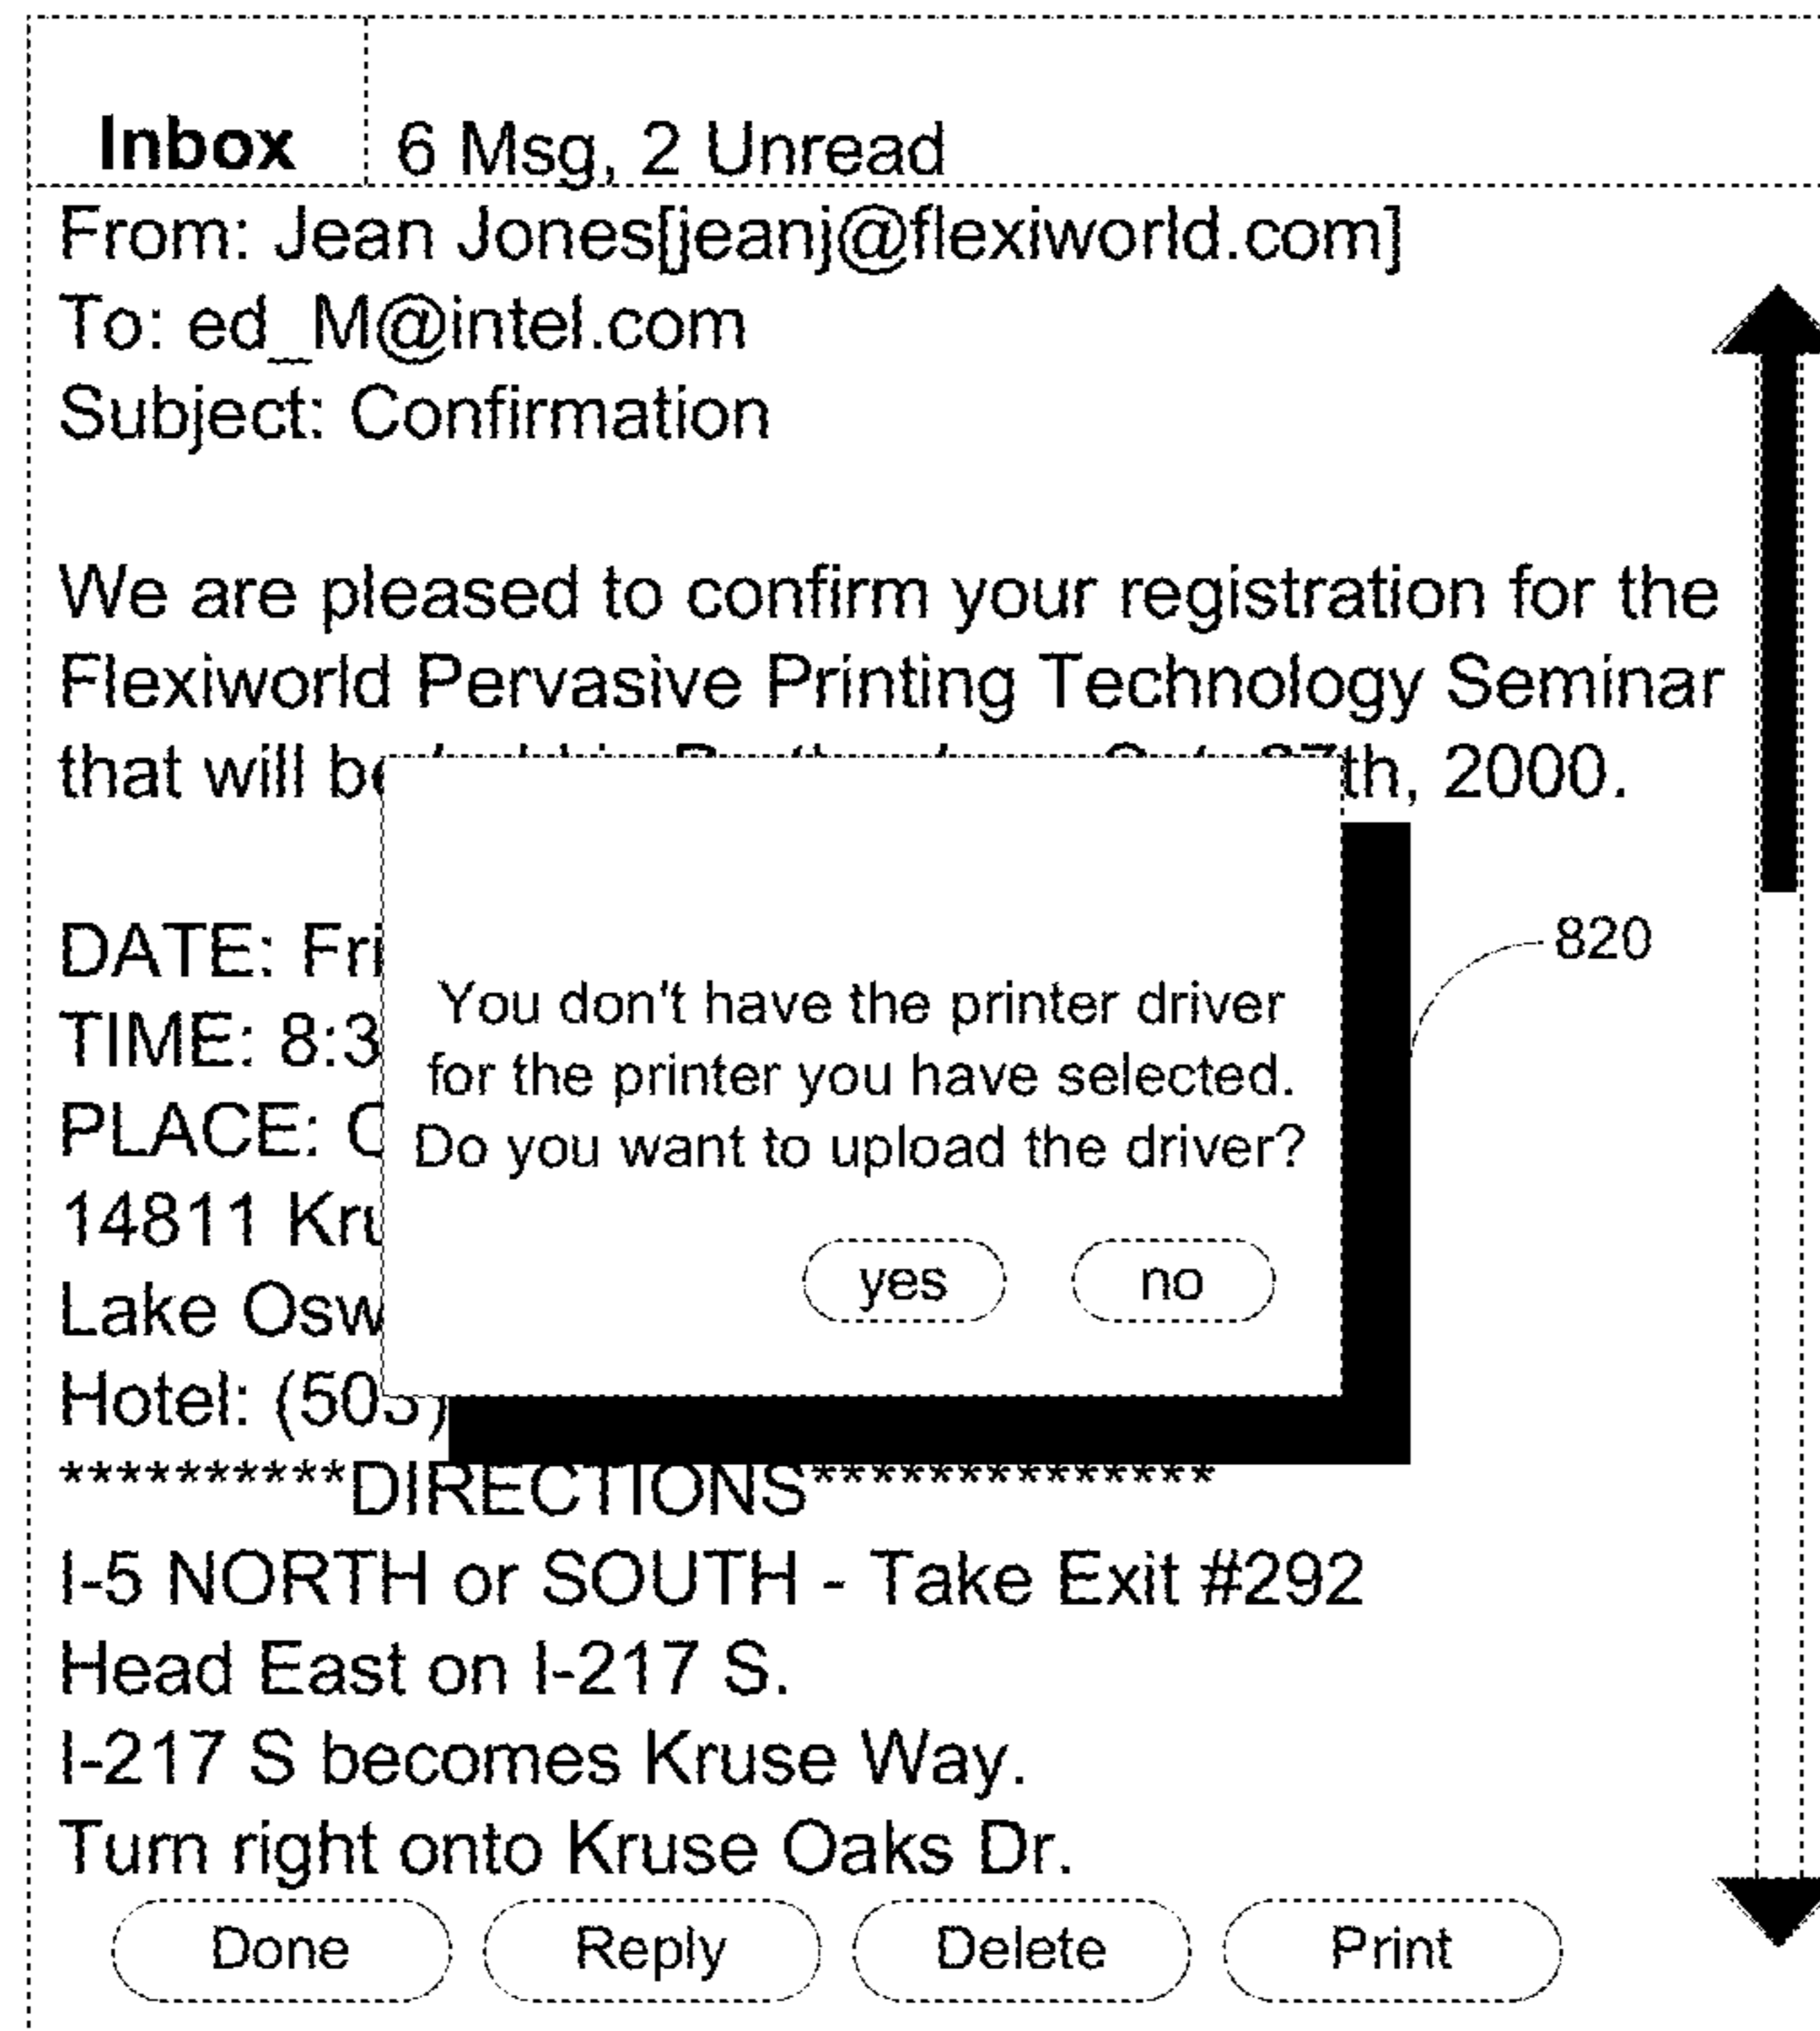 Inbox 6 Msg, 2 Unread
From: Jean Jones[jeanj@flexiworld.com]
To: ed_M@intel.com
Subject: Confirmation
We are pleased to confirm your registration for the
Flexiworld Pervasive Printing Technology Seminar
that will th, 2000.
DATE: Fri
TIME: 8:3
PLACE:
14811 Kru
Lake Osw
Hotel: (503)
You don't have the printer driver
for the printer you have selected.
Do you want to upload the driver?
yes no
820
**********DIRECTIONS**************
I-5 NORTH or SOUTH - Take Exit #292
Head East on I-217 S.
I-217 S becomes Kruse Way.
Turn right onto Kruse Oaks Dr.
Done Reply Delete Print